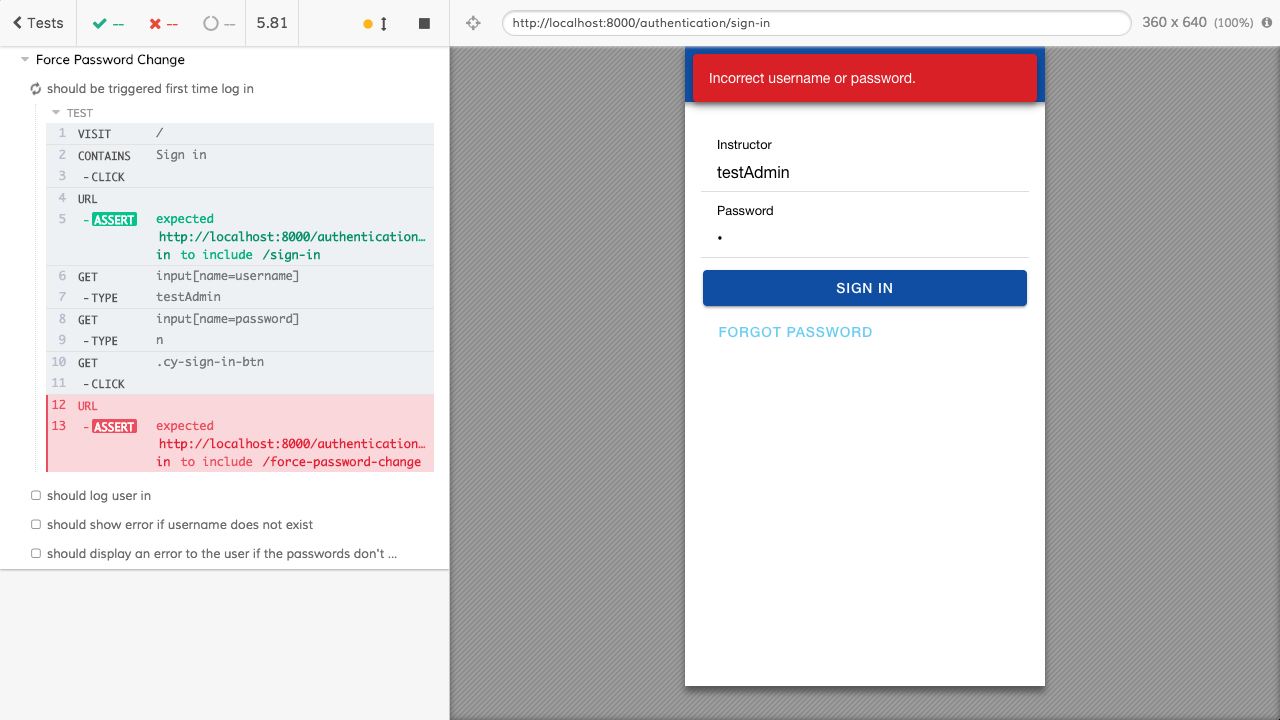 Tests
--
--
--
5.81
http://localhost:8000/authentication/sign-in
360 x 640 (100%)
Force Password Change
should be triggered first time log in
TEST
1 VISIT /
2 CONTAINS Sign in
3 - CLICK
4 URL
5 - ASSERT expected
http://localhost:8000/authentication…
in to include /sign-in
6 GET input[name=username]
7 - TYPE testAdmin
8 GET input[name=password]
9 - TYPE n
10 GET .cy-sign-in-btn
11 - CLICK
12 URL
13 - ASSERT expected
http://localhost:8000/authentication…
in to include /force-password-change
should log user in
should show error if username does not exist
should display an error to the user if the passwords don't ...
Incorrect username or password.
Instructor
testAdmin
Password
•
SIGN IN
FORGOT PASSWORD